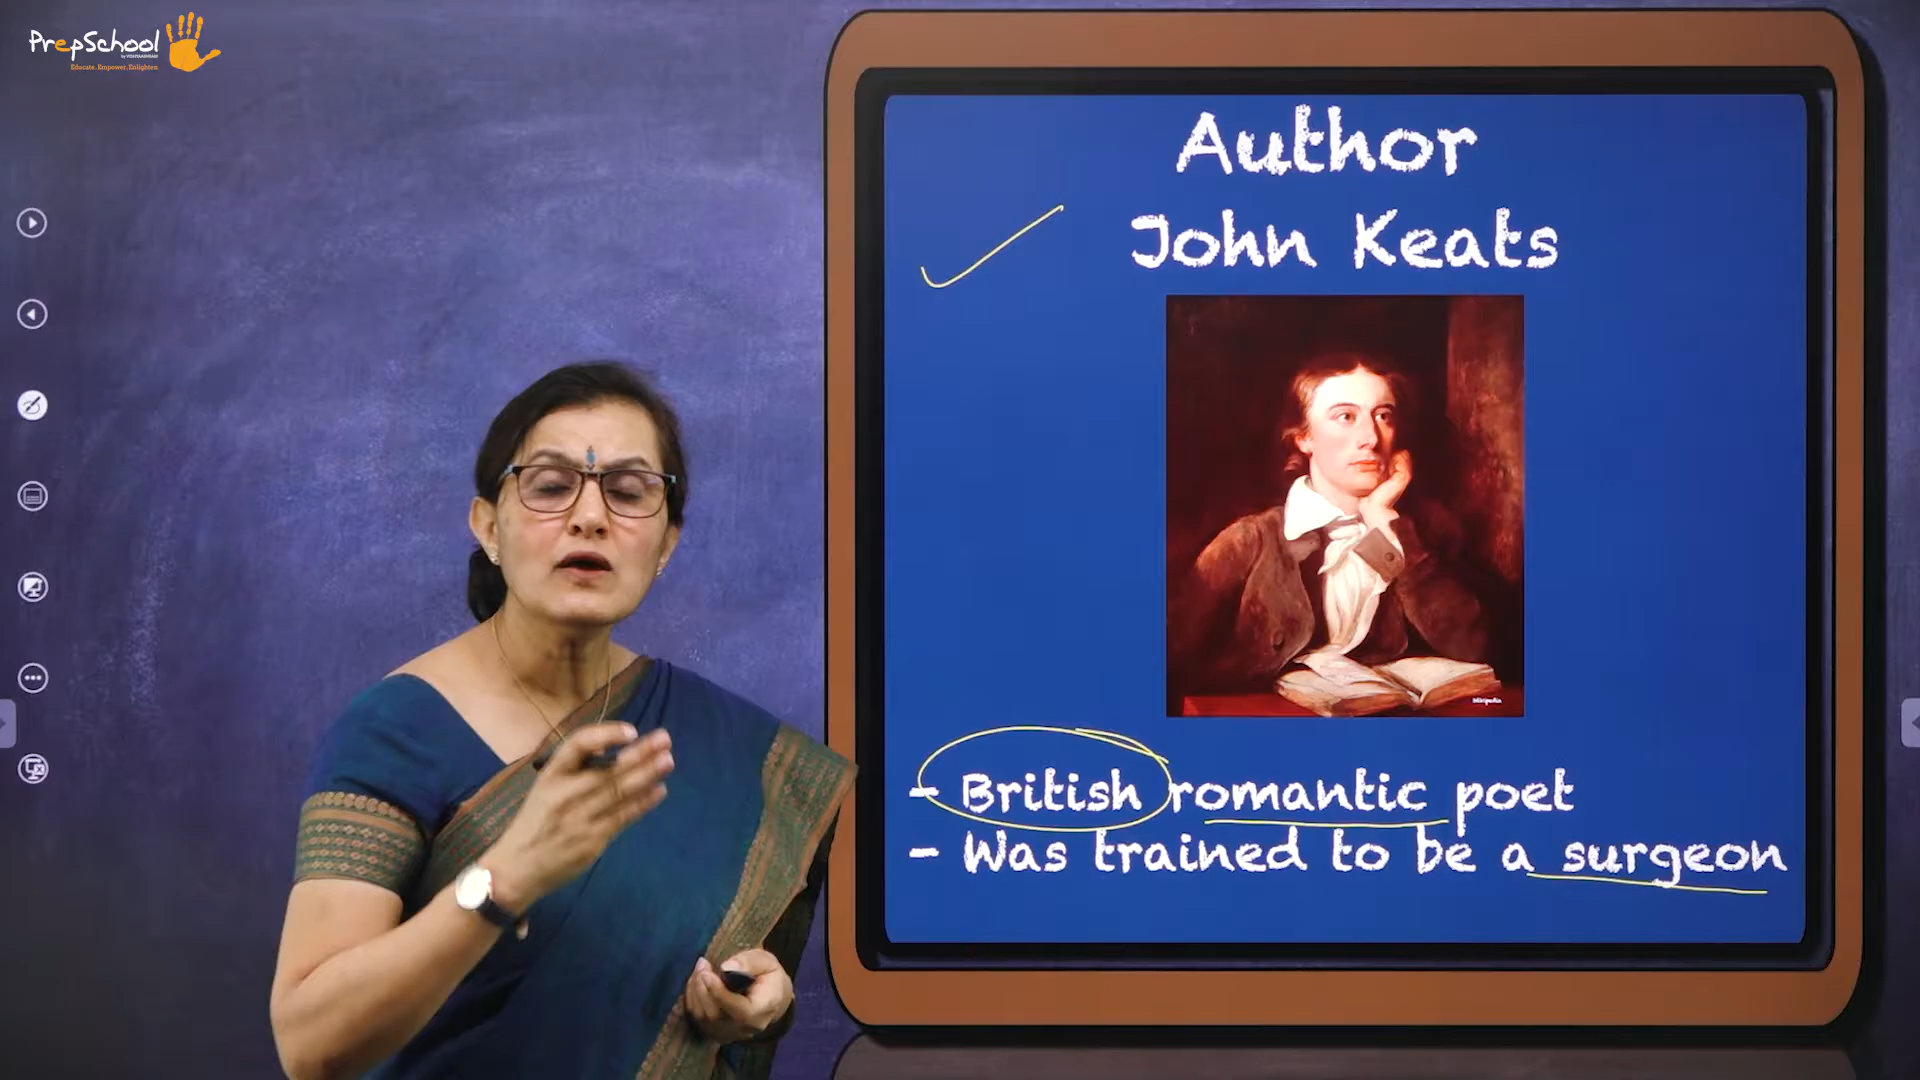 PrepSchool
Educate. Empower. Enlighten.
Author
John Keats
- British romantic poet
- Was trained to be a surgeon